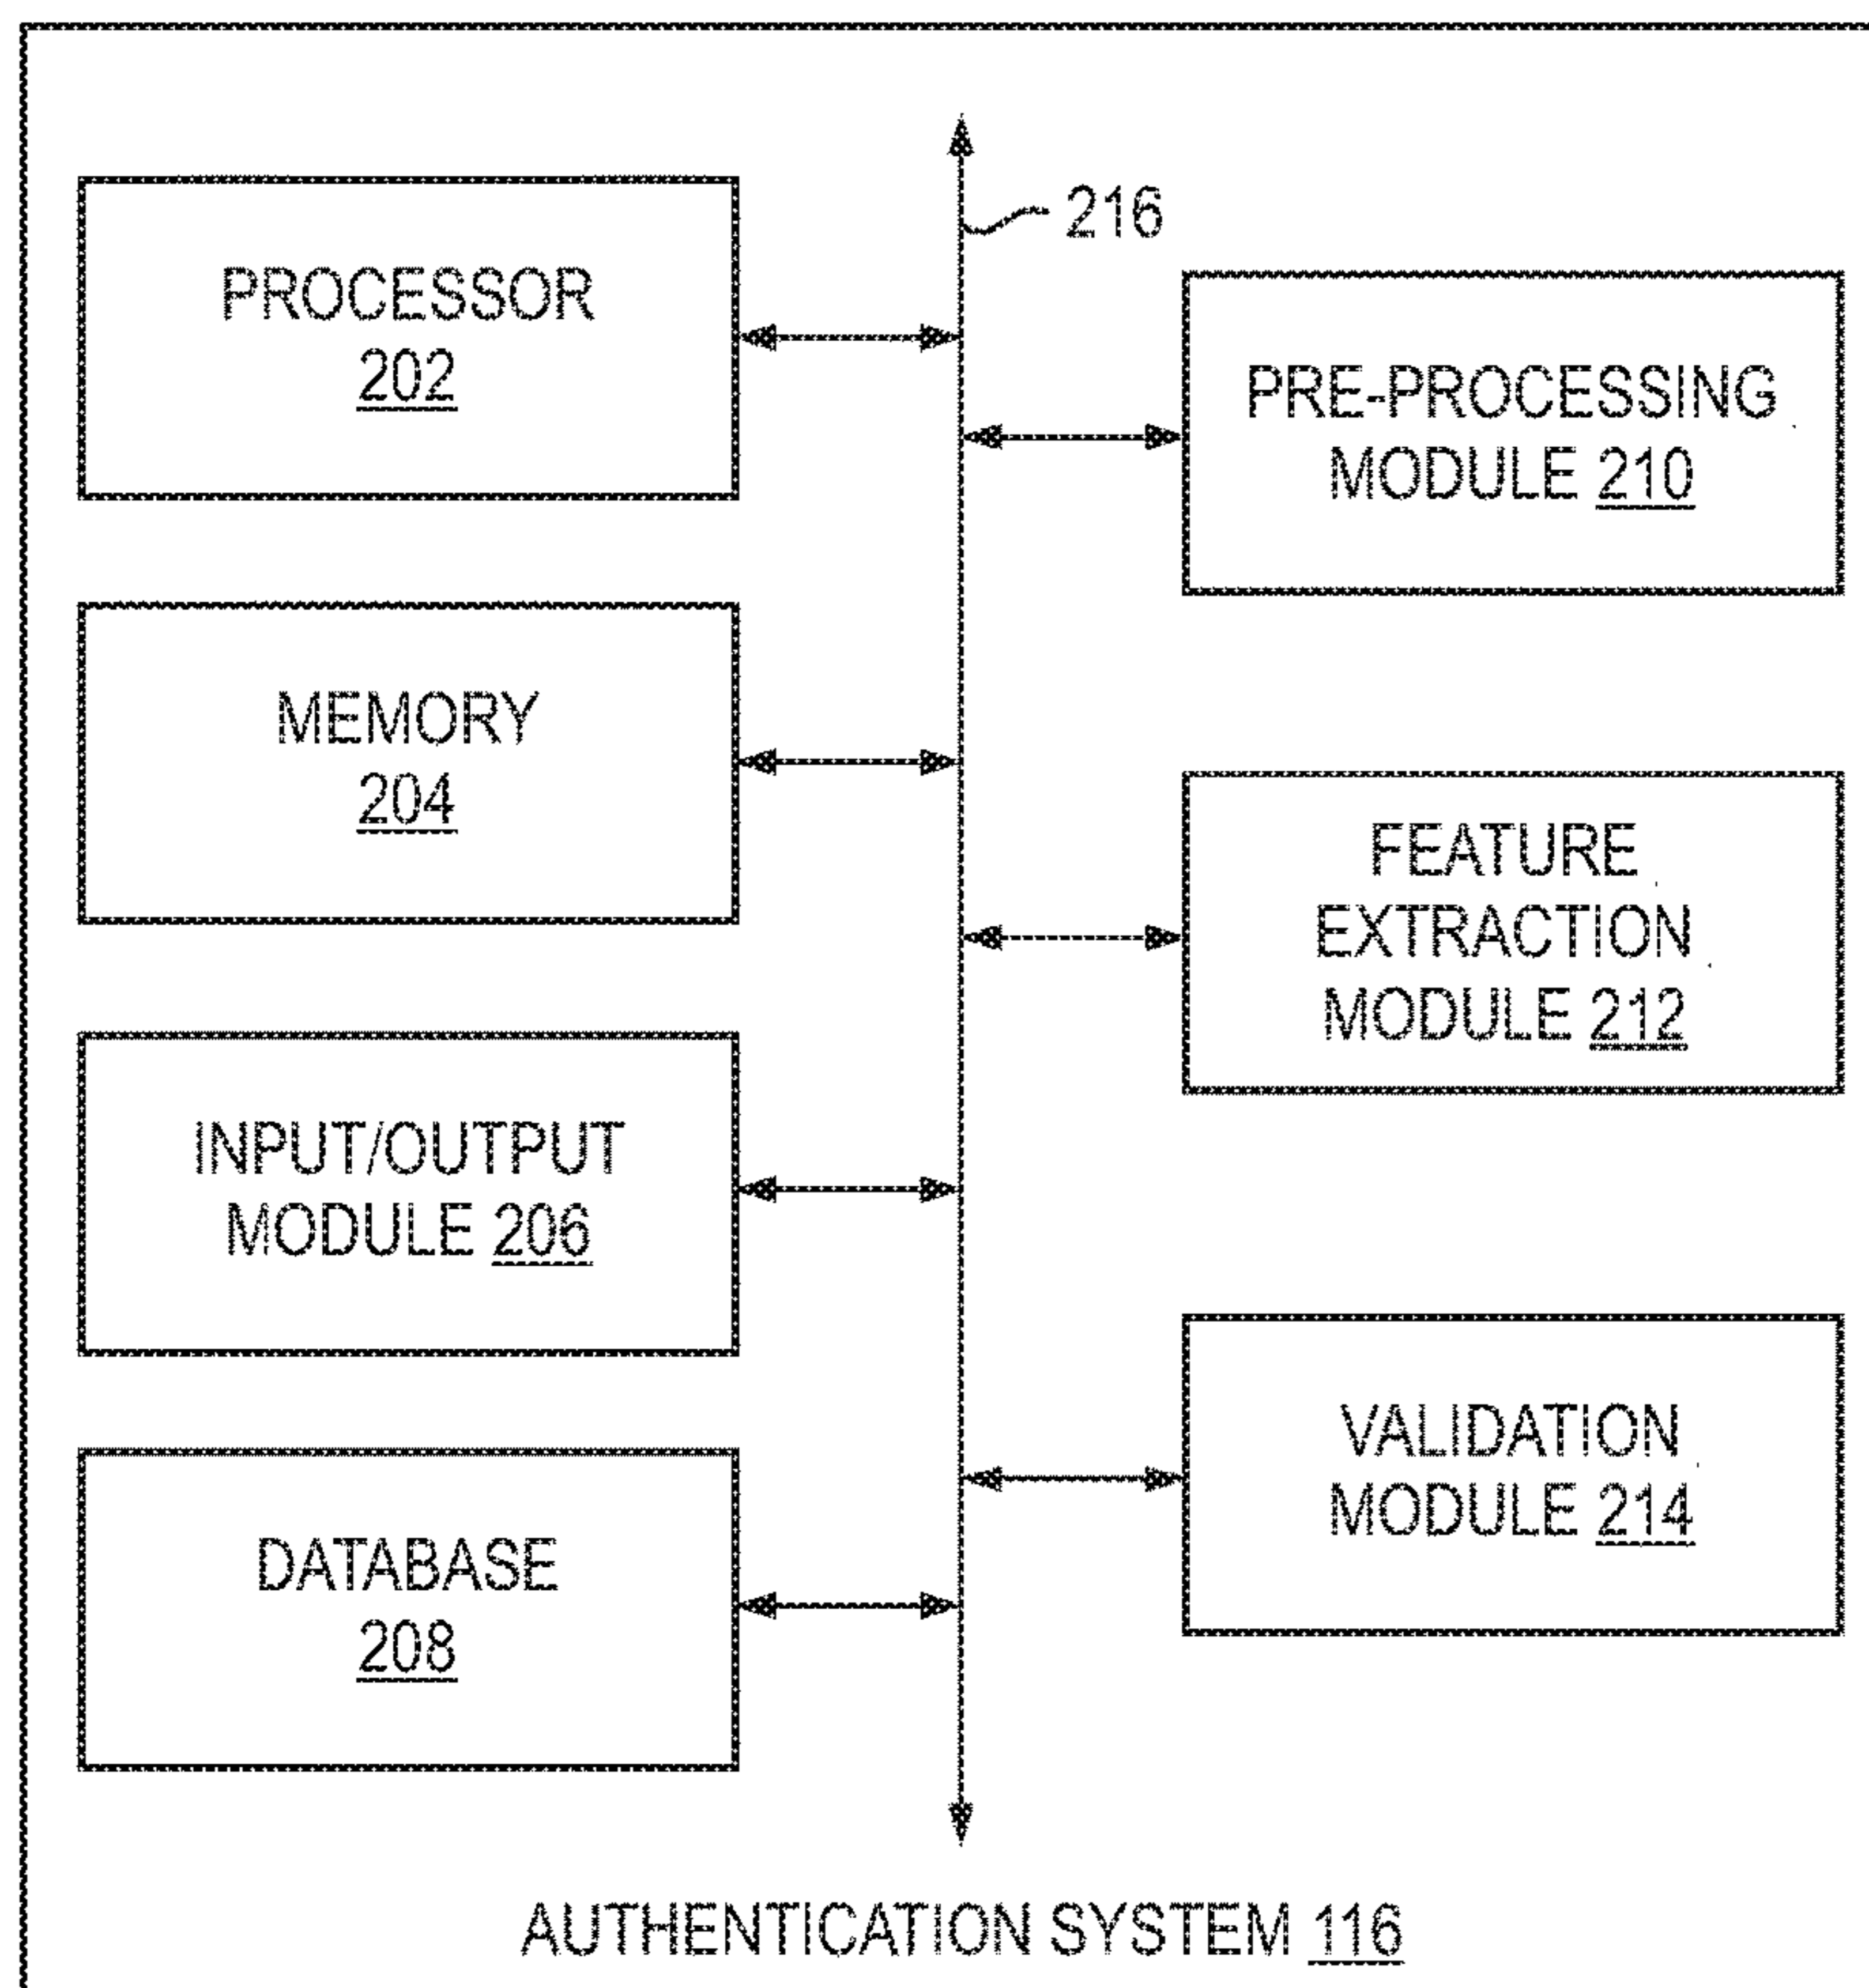 216
PROCESSOR
202
PRE-PROCESSING
MODULE 210
MEMORY
204
FEATURE
EXTRACTION
MODULE 212
INPUT/OUTPUT
MODULE 206
VALIDATION
MODULE 214
DATABASE
208
AUTHENTICATION SYSTEM 116